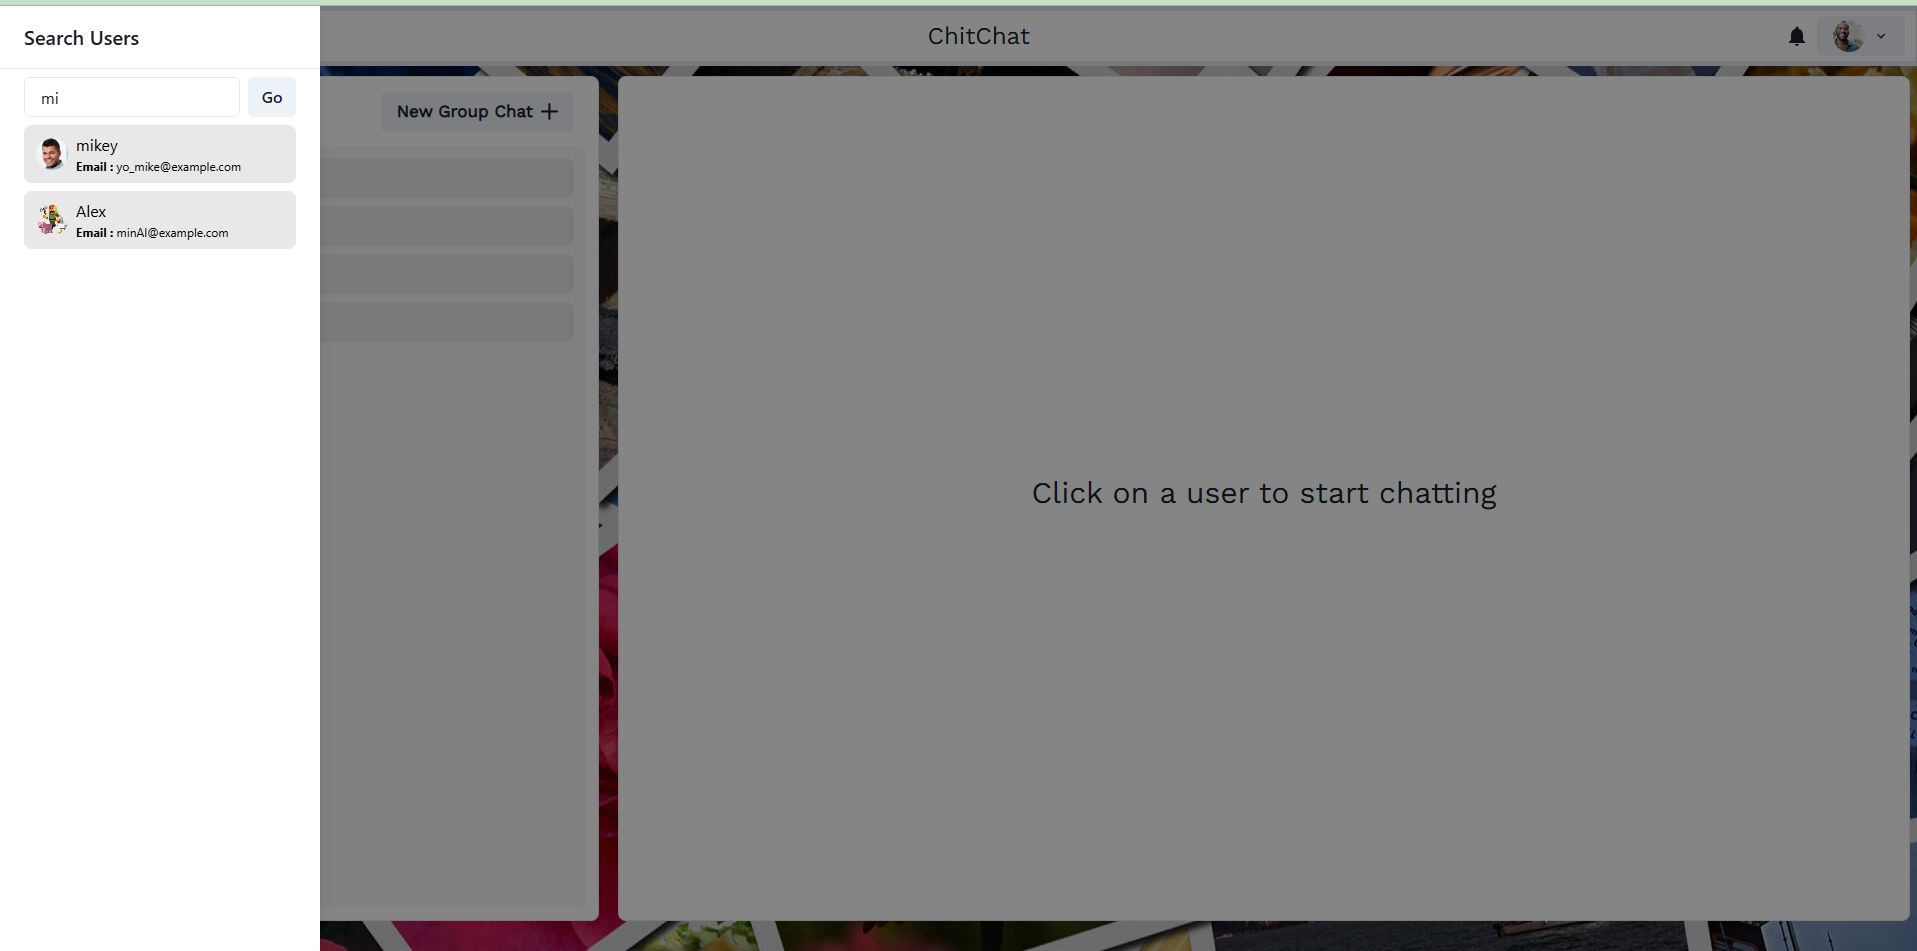 Search Users
ChitChat
mi
Go
New Group Chat
mikey
Email : yo_mike@example.com
Alex
Email : minAl@example.com
Click on a user to start chatting